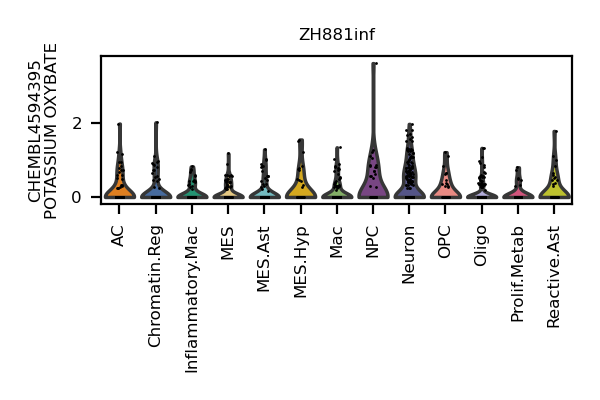 ZH881inf
CHEMBL4594395
POTASSIUM OXYBATE
2
0
AC
Chromatin.Reg
Inflammatory.Mac
MES
MES.Ast
MES.Hyp
Mac
NPC
Neuron
OPC
Oligo
Prolif.Metab
Reactive.Ast